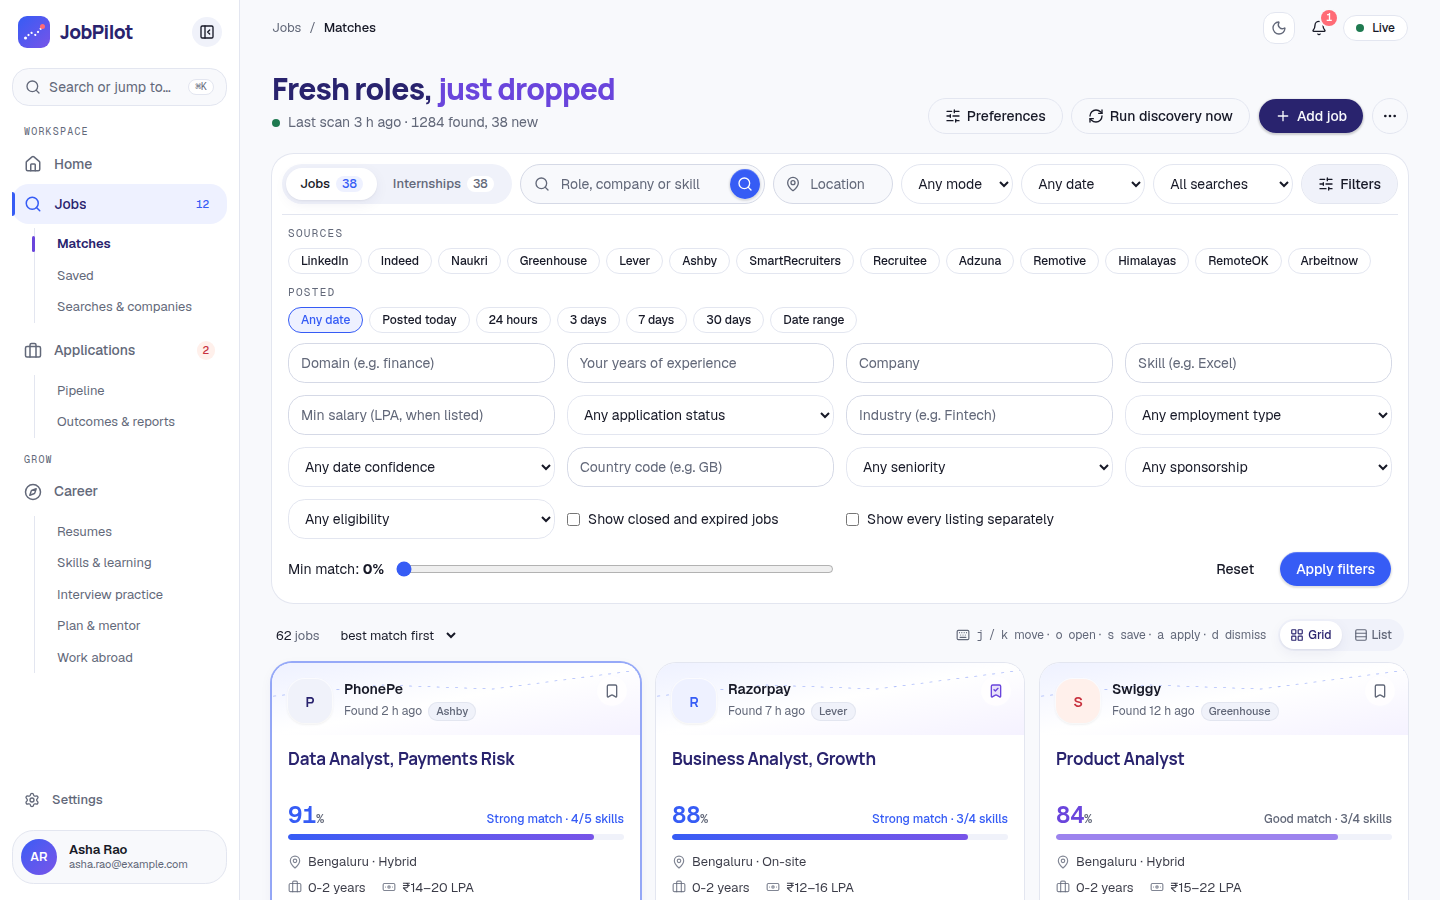 JobPilot
Search or jump to... ⌘K
WORKSPACE
Home
Jobs 12
Matches
Saved
Searches & companies
Applications 2
Pipeline
Outcomes & reports
GROW
Career
Resumes
Skills & learning
Interview practice
Plan & mentor
Work abroad
Settings
AR Asha Rao
asha.rao@example.com
Jobs / Matches
1
Live
Fresh roles, just dropped
Last scan 3 h ago · 1284 found, 38 new
Preferences Run discovery now Add job
Jobs 38 Internships 38 Role, company or skill Location Any mode Any date All searches Filters
SOURCES
LinkedIn Indeed Naukri Greenhouse Lever Ashby SmartRecruiters Recruitee Adzuna Remotive Himalayas RemoteOK Arbeitnow
POSTED
Any date Posted today 24 hours 3 days 7 days 30 days Date range
Domain (e.g. finance) Your years of experience Company Skill (e.g. Excel)
Min salary (LPA, when listed) Any application status Industry (e.g. Fintech) Any employment type
Any date confidence Country code (e.g. GB) Any seniority Any sponsorship
Any eligibility Show closed and expired jobs Show every listing separately
Min match: 0% Reset Apply filters
62 jobs best match first j / k move · o open · s save · a apply · d dismiss Grid List
P PhonePe
Found 2 h ago Ashby
Data Analyst, Payments Risk
91% Strong match · 4/5 skills
Bengaluru · Hybrid
0-2 years ₹14–20 LPA
R Razorpay
Found 7 h ago Lever
Business Analyst, Growth
88% Strong match · 3/4 skills
Bengaluru · On-site
0-2 years ₹12–16 LPA
S Swiggy
Found 12 h ago Greenhouse
Product Analyst
84% Good match · 3/4 skills
Bengaluru · Hybrid
0-2 years ₹15–22 LPA